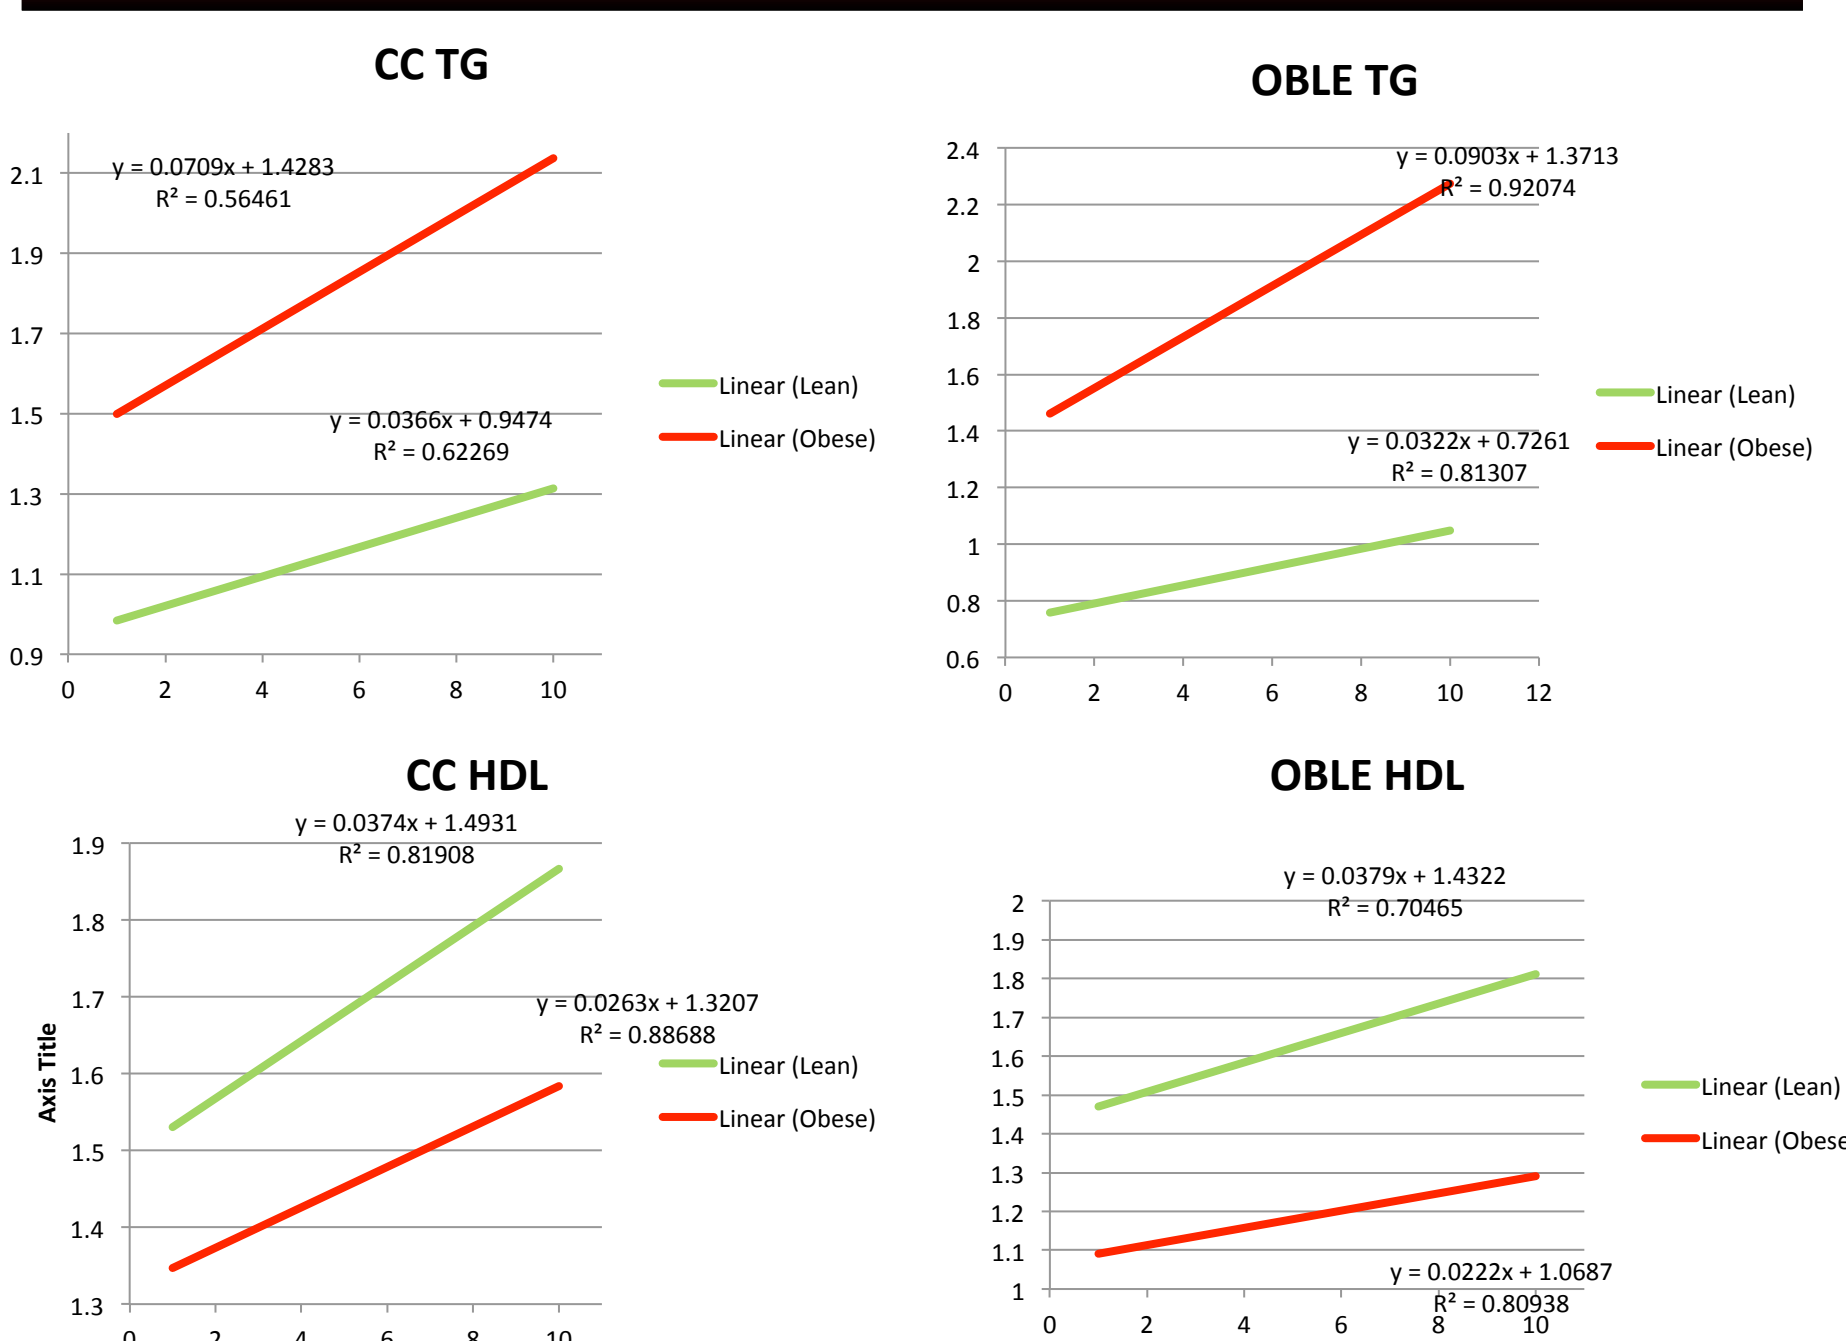 CC TG
y = 0.0709x + 1.4283
R² = 0.56461
y = 0.0366x + 0.9474
R² = 0.62269
2.1
1.9
1.7
1.5
1.3
1.1
0.9
0 2 4 6 8 10
Linear (Lean)
Linear (Obese)
OBLE TG
y = 0.0903x + 1.3713
R² = 0.92074
y = 0.0322x + 0.7261
R² = 0.81307
2.4
2.2
2
1.8
1.6
1.4
1.2
1
0.8
0.6
0 2 4 6 8 10 12
Linear (Lean)
Linear (Obese)
CC HDL
y = 0.0374x + 1.4931
R² = 0.81908
y = 0.0263x + 1.3207
R² = 0.88688
Axis Title
1.9
1.8
1.7
1.6
1.5
1.4
1.3
0 2 4 6 8 10
Linear (Lean)
Linear (Obese)
OBLE HDL
y = 0.0379x + 1.4322
R² = 0.70465
2
1.9
1.8
1.7
1.6
1.5
1.4
1.3
1.2
1.1
1
y = 0.0222x + 1.0687
R² = 0.80938
0 2 4 6 8 10
Linear (Lean)
Linear (Obese